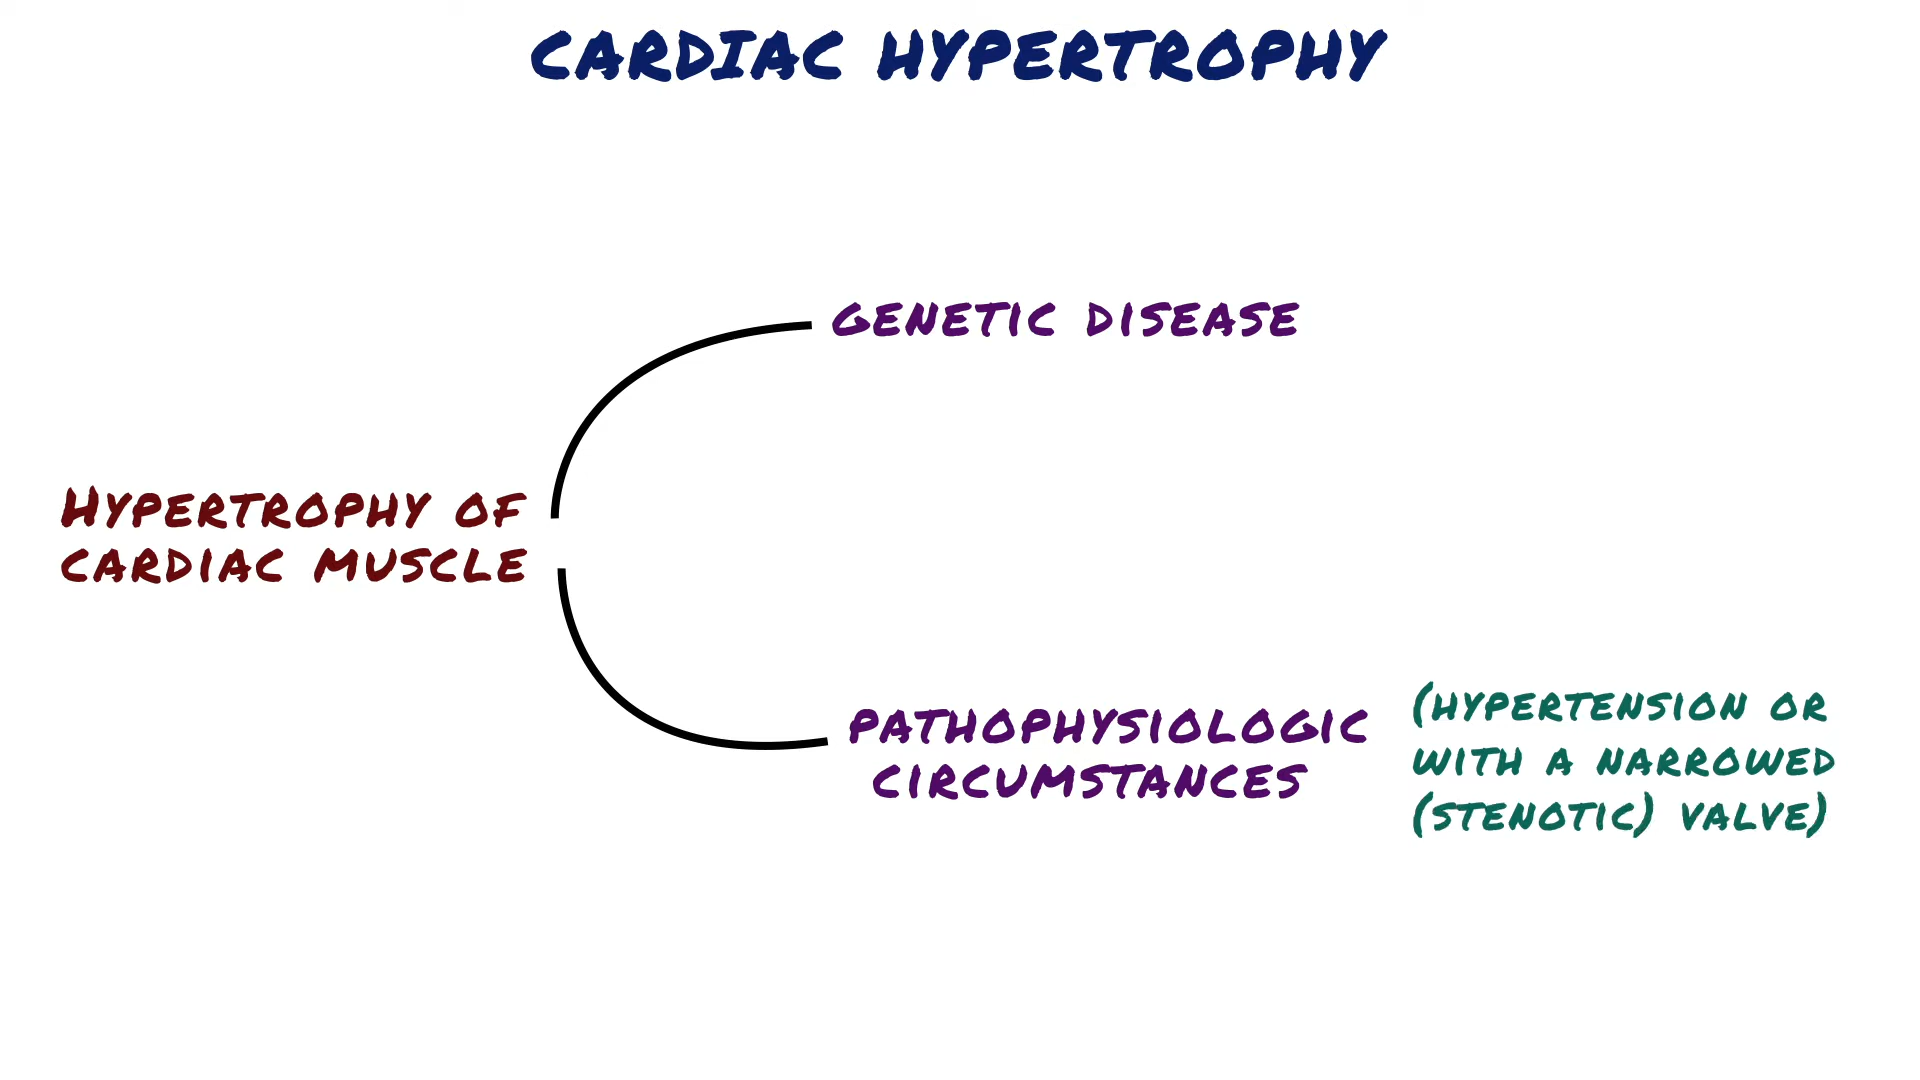 CARDIAC HYPERTROPHY
GENETIC DISEASE
HYPERTROPHY OF
CARDIAC MUSCLE
PATHOPHYSIOLOGIC
CIRCUMSTANCES
(HYPERTENSION OR
WITH A NARROWED
(STENOTIC) VALVE)